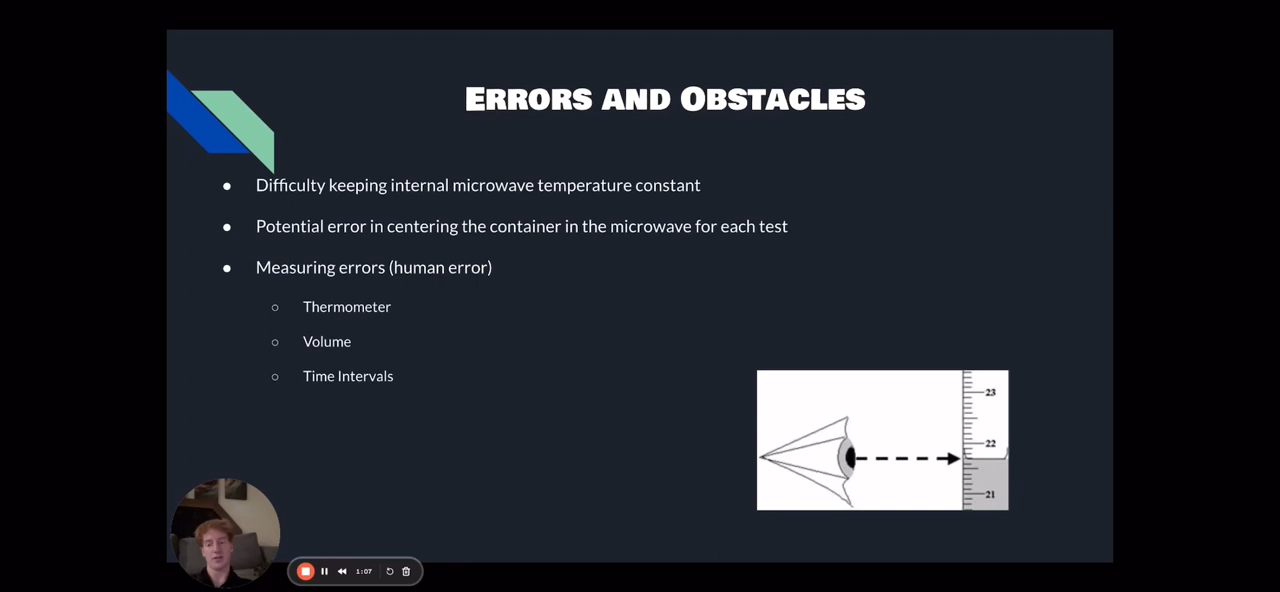 Errors and Obstacles
● Difficulty keeping internal microwave temperature constant
● Potential error in centering the container in the microwave for each test
● Measuring errors (human error)
○ Thermometer
○ Volume
○ Time Intervals
23
22
21
1:07